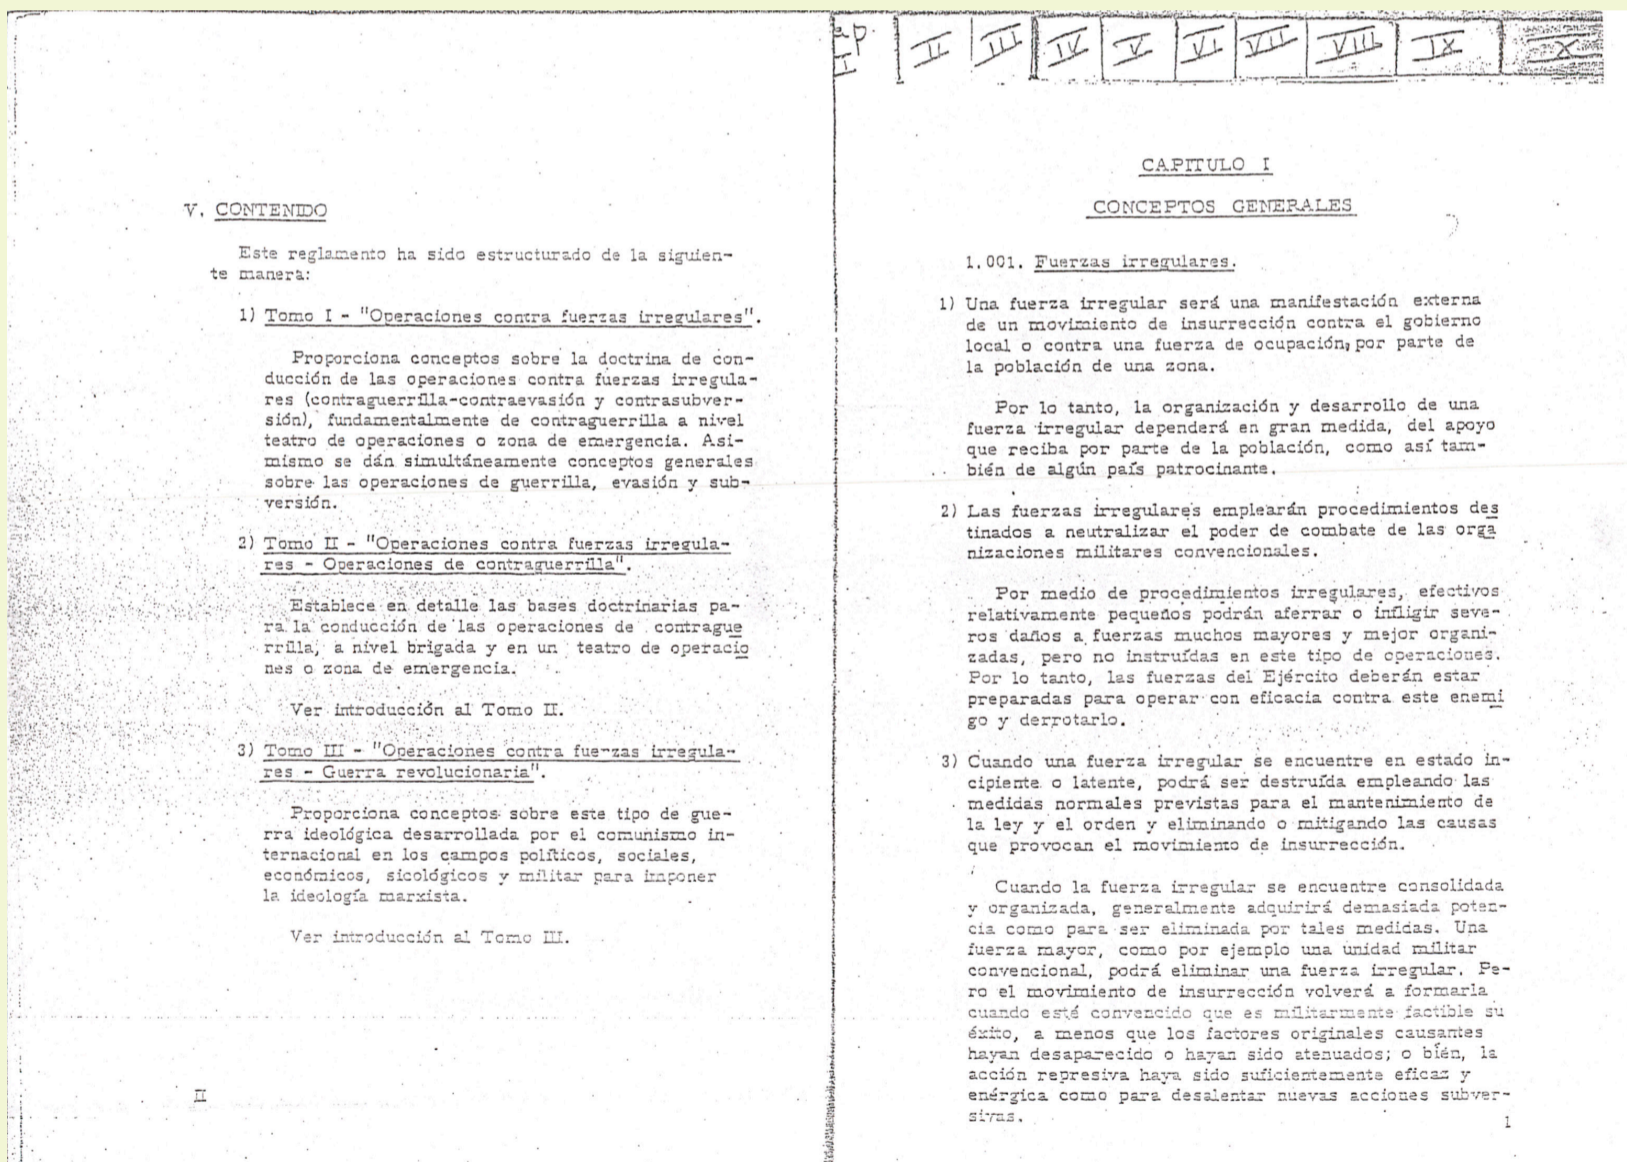 V. CONTENIDO
Este reglamento ha sido estructurado de la siguien-
te manera:
1) Tomo I - "Operaciones contra fuerzas irregulares".
Proporciona conceptos sobre la doctrina de con-
ducción de las operaciones contra fuerzas irregula-
res (contraguerrilla-contraevasión y contrasubver-
sión), fundamentalmente de contraguerrilla a nivel
teatro de operaciones o zona de emergencia. Asi-
mismo se dán simultáneamente conceptos generales
sobre las operaciones de guerrilla, evasión y sub-
versión.
2) Tomo II - "Operaciones contra fuerzas irregula-
res - Operaciones de contraguerrilla".
Establece en detalle las bases doctrinarias pa-
ra la conducción de las operaciones de contrague
rrilla, a nivel brigada y en un teatro de operacio
nes o zona de emergencia.
Ver introducción al Tomo II.
3) Tomo III - "Operaciones contra fuerzas irregula-
res - Guerra revolucionaria".
Proporciona conceptos sobre este tipo de gue-
rra ideológica desarrollada por el comunismo in-
ternacional en los campos políticos, sociales,
económicos, sicológicos y militar para imponer
la ideología marxista.
Ver introducción al Tomo III.
II
ap. I II III IV V VI VII VIII IX X
CAPITULO I
CONCEPTOS GENERALES
1.001. Fuerzas irregulares.
1) Una fuerza irregular será una manifestación externa
de un movimiento de insurrección contra el gobierno
local o contra una fuerza de ocupación, por parte de
la población de una zona.
Por lo tanto, la organización y desarrollo de una
fuerza irregular dependerá en gran medida, del apoyo
que reciba por parte de la población, como así tam-
bién de algún país patrocinante.
2) Las fuerzas irregulares emplearán procedimientos des
tinados a neutralizar el poder de combate de las orga
nizaciones militares convencionales.
Por medio de procedimientos irregulares, efectivos
relativamente pequeños podrán aferrar o infligir seve-
ros daños a fuerzas muchos mayores y mejor organi-
zadas, pero no instruídas en este tipo de operaciones.
Por lo tanto, las fuerzas del Ejército deberán estar
preparadas para operar con eficacia contra este enemi
go y derrotarlo.
3) Cuando una fuerza irregular se encuentre en estado in-
cipiente o latente, podrá ser destruída empleando las
medidas normales previstas para el mantenimiento de
la ley y el orden y eliminando o mitigando las causas
que provocan el movimiento de insurrección.
Cuando la fuerza irregular se encuentre consolidada
y organizada, generalmente adquirirá demasiada poten-
cia como para ser eliminada por tales medidas. Una
fuerza mayor, como por ejemplo una unidad militar
convencional, podrá eliminar una fuerza irregular. Pe-
ro el movimiento de insurrección volverá a formarla
cuando esté convencido que es militarmente factible su
éxito, a menos que los factores originales causantes
hayan desaparecido o hayan sido atenuados; o bién, la
acción represiva haya sido suficientemente eficaz y
enérgica como para desalentar nuevas acciones subver-
sivas.
1